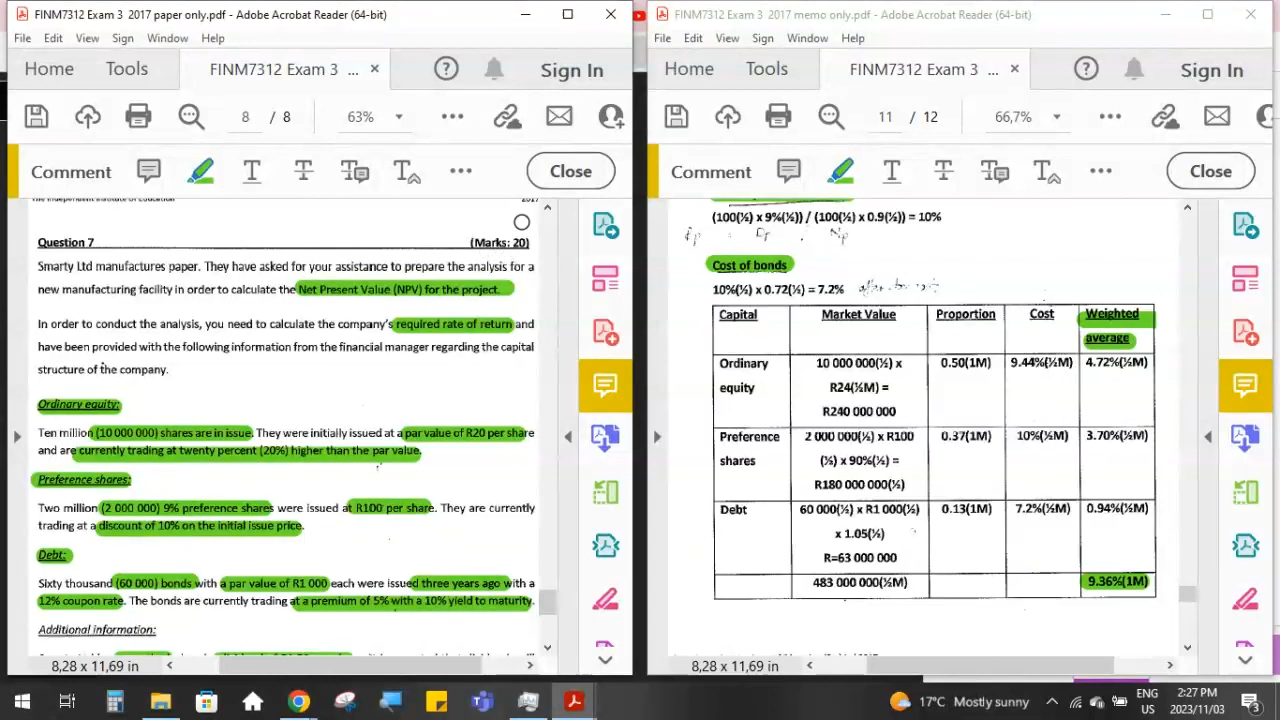 FINM7312 Exam 3 2017 paper only.pdf - Adobe Acrobat Reader (64-bit)
File Edit View Sign Window Help
Home Tools FINM7312 Exam 3 ... × Sign In
8 / 8 63%
Comment Close
The Independent Institute of Education 2017
Question 7 (Marks: 20)
Smarty Ltd manufactures paper. They have asked for your assistance to prepare the analysis for a
new manufacturing facility in order to calculate the Net Present Value (NPV) for the project.
In order to conduct the analysis, you need to calculate the company's required rate of return and
have been provided with the following information from the financial manager regarding the capital
structure of the company.
Ordinary equity:
Ten million (10 000 000) shares are in issue. They were initially issued at a par value of R20 per share
and are currently trading at twenty percent (20%) higher than the par value.
Preference shares:
Two million (2 000 000) 9% preference shares were issued at R100 per share. They are currently
trading at a discount of 10% on the initial issue price.
Debt:
Sixty thousand (60 000) bonds with a par value of R1 000 each were issued three years ago with a
12% coupon rate. The bonds are currently trading at a premium of 5% with a 10% yield to maturity.
Additional information:
8,28 x 11,69 in
FINM7312 Exam 3 2017 memo only.pdf - Adobe Acrobat Reader (64-bit)
File Edit View Sign Window Help
Home Tools FINM7312 Exam 3 ... × Sign In
11 / 12 66,7%
Comment Close
(100(½) x 9%(½)) / (100(½) x 0.9(½)) = 10%
Cost of bonds
10%(½) x 0.72(½) = 7.2%
Capital Market Value Proportion Cost Weighted
average
Ordinary 10 000 000(½) x 0.50(1M) 9.44%(½M) 4.72%(½M)
equity R24(½M) =
R240 000 000
Preference 2 000 000(½) x R100 0.37(1M) 10%(½M) 3.70%(½M)
shares (½) x 90%(½) =
R180 000 000(½)
Debt 60 000(½) x R1 000(½) 0.13(1M) 7.2%(½M) 0.94%(½M)
x 1.05(½)
R=63 000 000
483 000 000(½M) 9.36%(1M)
8,28 x 11,69 in
17°C Mostly sunny ENG US 2:27 PM 2023/11/03 3